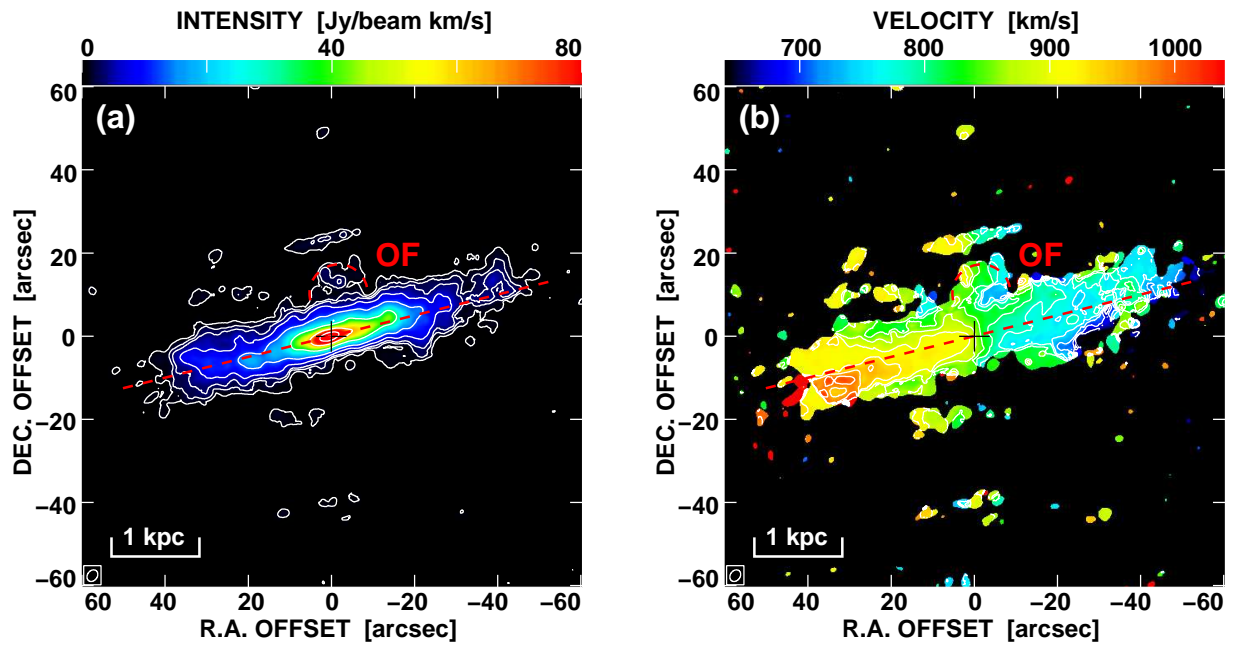 INTENSITY [Jy/beam km/s]
0 40 80
(a)
OF
1 kpc
60
40
20
0
−20
−40
−60
DEC. OFFSET [arcsec]
60 40 20 0 −20 −40 −60
R.A. OFFSET [arcsec]
VELOCITY [km/s]
700 800 900 1000
(b)
OF
1 kpc
60
40
20
0
−20
−40
−60
DEC. OFFSET [arcsec]
60 40 20 0 −20 −40 −60
R.A. OFFSET [arcsec]